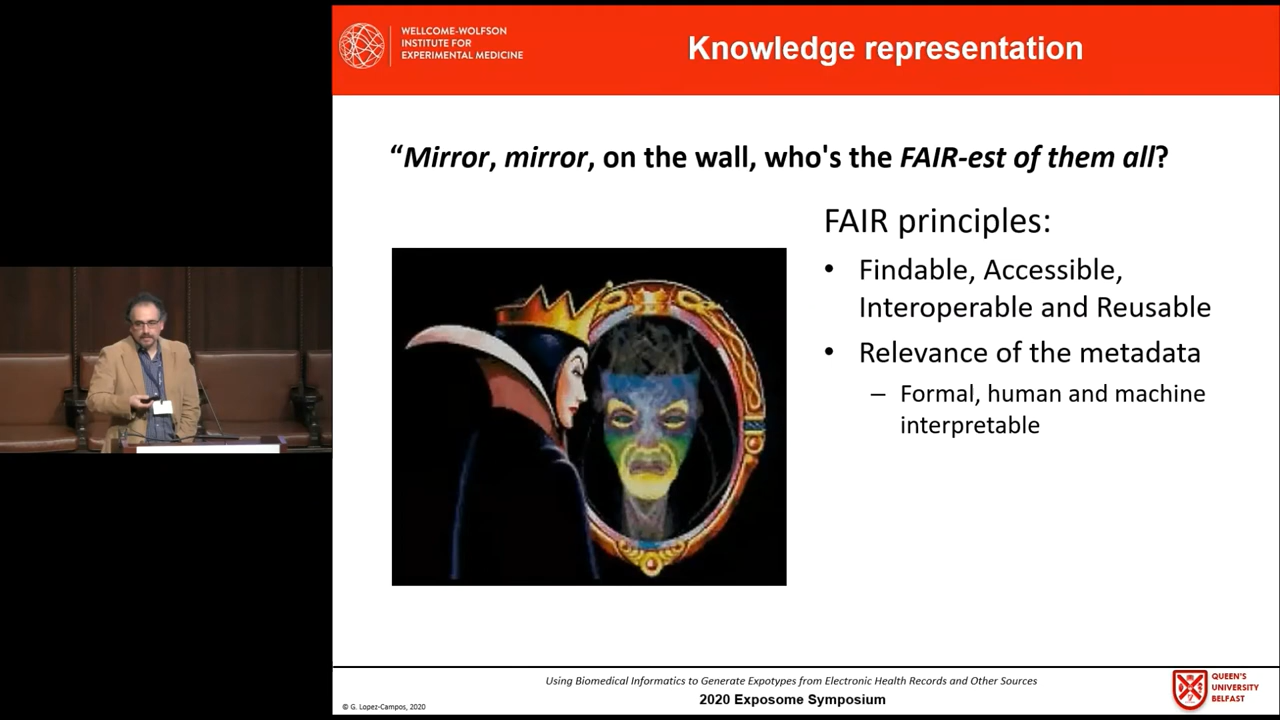 WELLCOME-WOLFSON
INSTITUTE FOR
EXPERIMENTAL MEDICINE
Knowledge representation
“Mirror, mirror, on the wall, who's the FAIR-est of them all?
FAIR principles:
• Findable, Accessible,
Interoperable and Reusable
• Relevance of the metadata
– Formal, human and machine
interpretable
Using Biomedical Informatics to Generate Expotypes from Electronic Health Records and Other Sources
2020 Exposome Symposium
© G. Lopez-Campos, 2020
QUEEN'S
UNIVERSITY
BELFAST